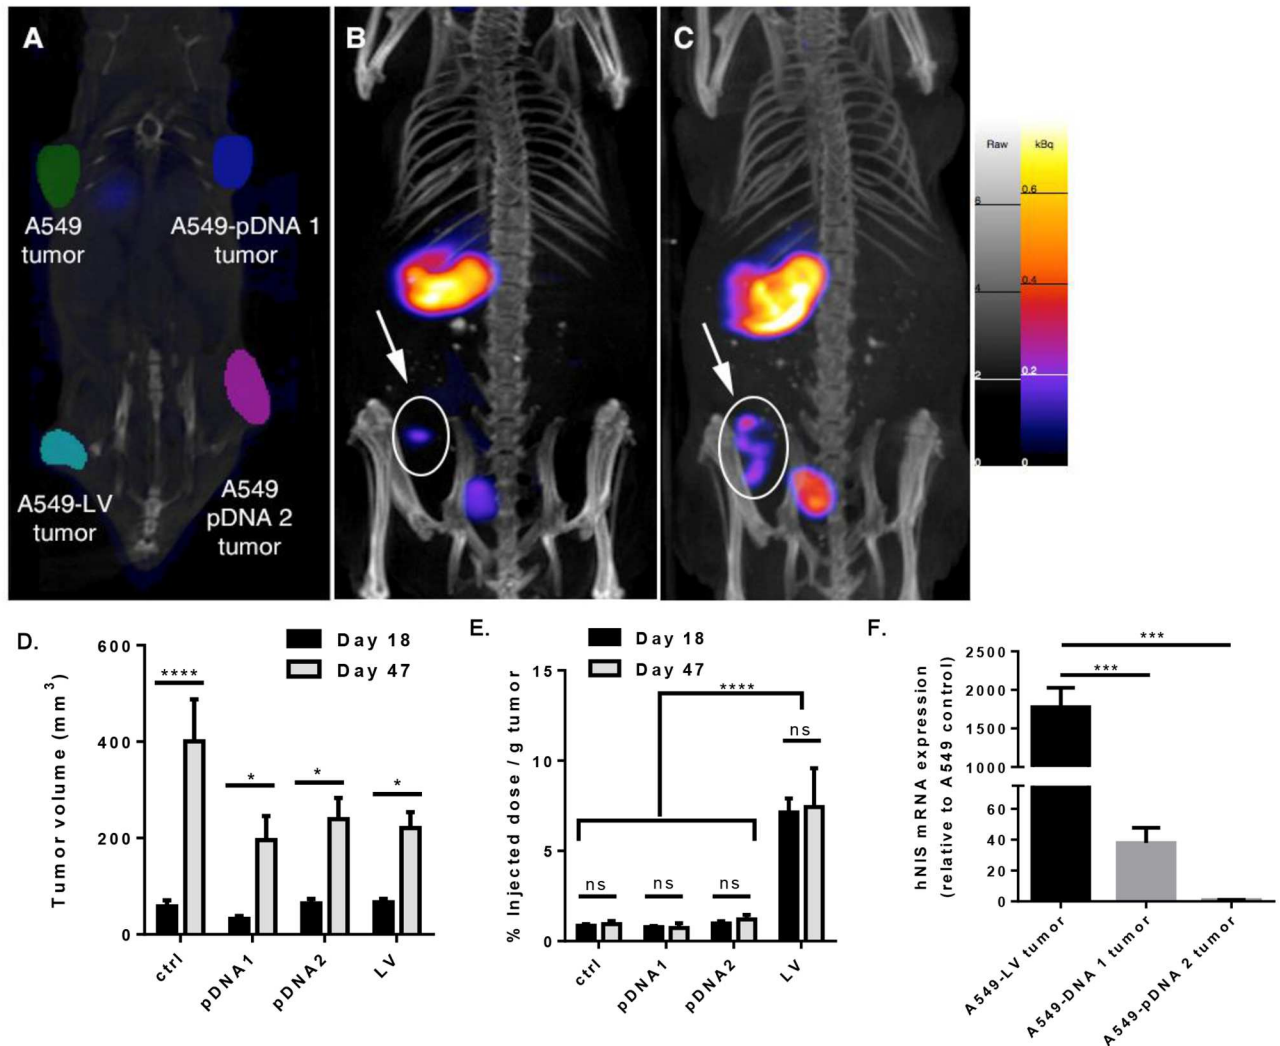 A
B
C
A549
tumor
A549-pDNA 1
tumor
A549-LV
tumor
A549
pDNA 2
tumor
Raw
kBq
6
4
2
0
0.6
0.4
0.2
0
D.
Tumor volume (mm3)
600
400
200
0
Day 18
Day 47
****
*
*
*
ctrl
pDNA1
pDNA2
LV
E.
% Injected dose / g tumor
15
10
5
0
Day 18
Day 47
****
ns
ns
ns
ns
ctrl
pDNA1
pDNA2
LV
F.
hNIS mRNA expression
(relative to A549 control)
2500
2000
1500
1000
60
40
20
0
***
***
A549-LV tumor
A549-DNA 1 tumor
A549-pDNA 2 tumor